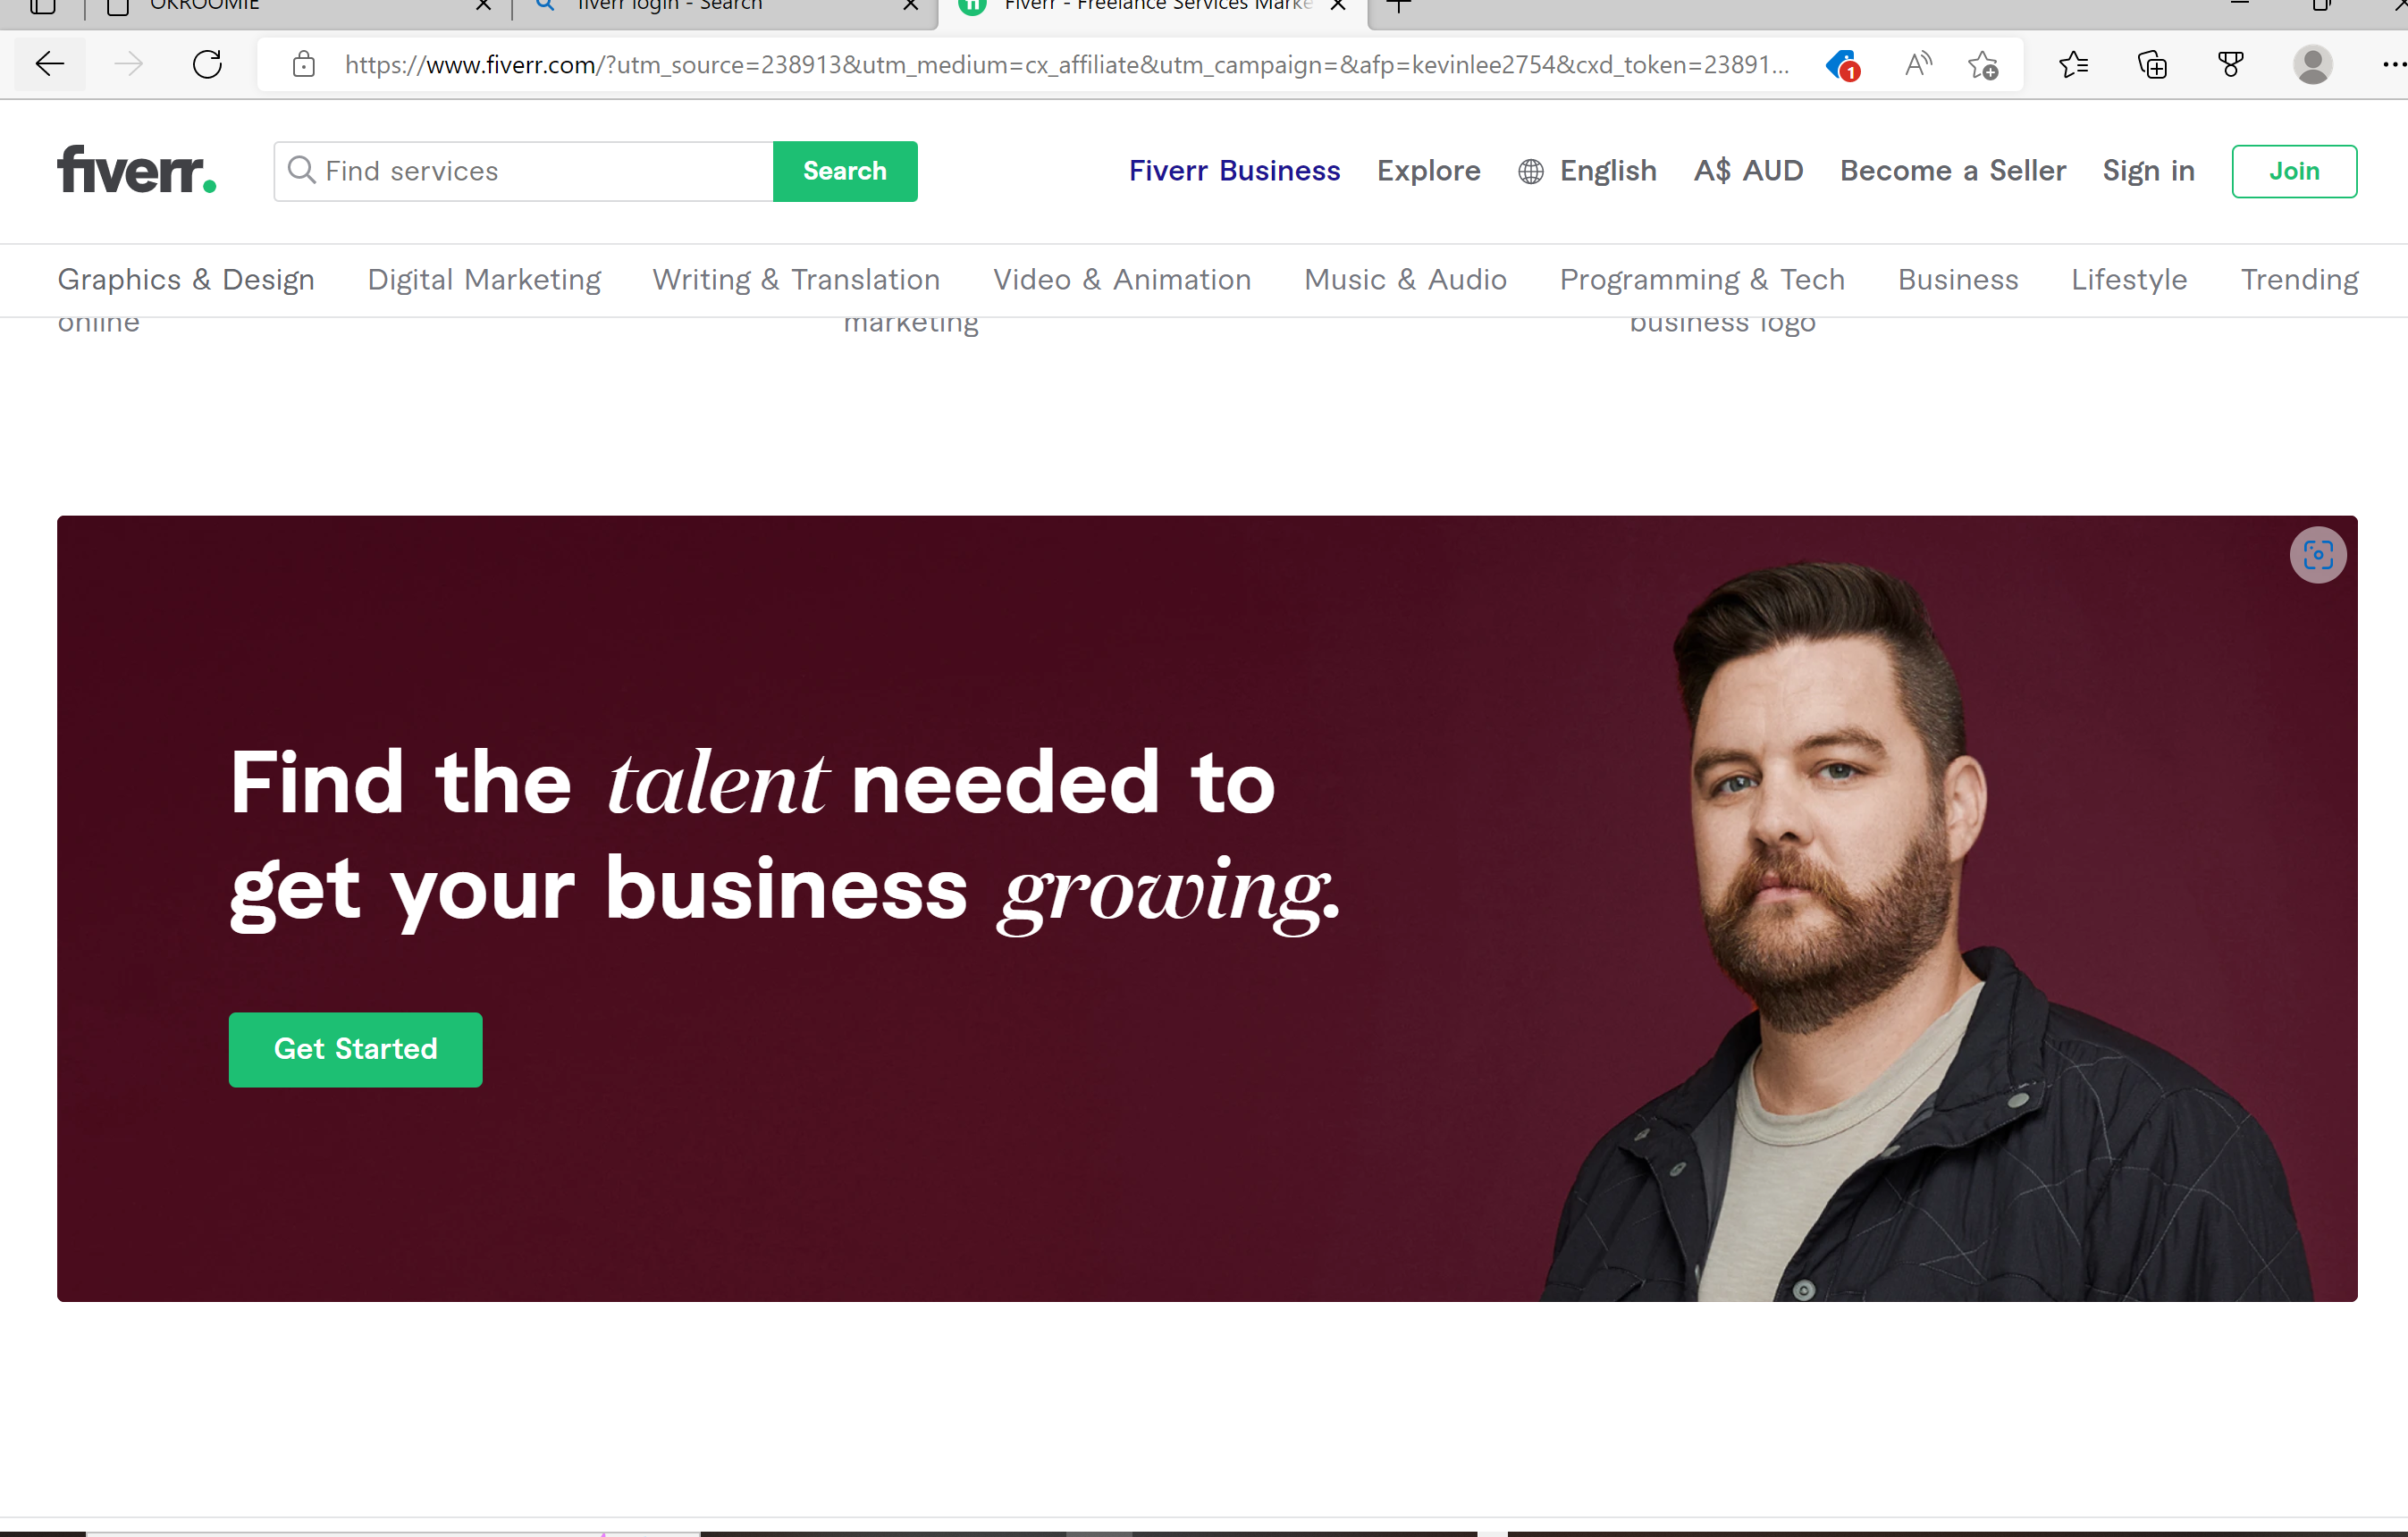 OKROOMIE
fiverr login - Search
Fiverr - Freelance Services Marke
https://www.fiverr.com/?utm_source=238913&utm_medium=cx_affiliate&utm_campaign=&afp=kevinlee2754&cxd_token=23891...
1
fiverr.
Find services
Search
Fiverr Business
Explore
English
A$ AUD
Become a Seller
Sign in
Join
Graphics & Design
Digital Marketing
Writing & Translation
Video & Animation
Music & Audio
Programming & Tech
Business
Lifestyle
Trending
online
marketing
business logo
Find the talent needed to
get your business growing.
Get Started